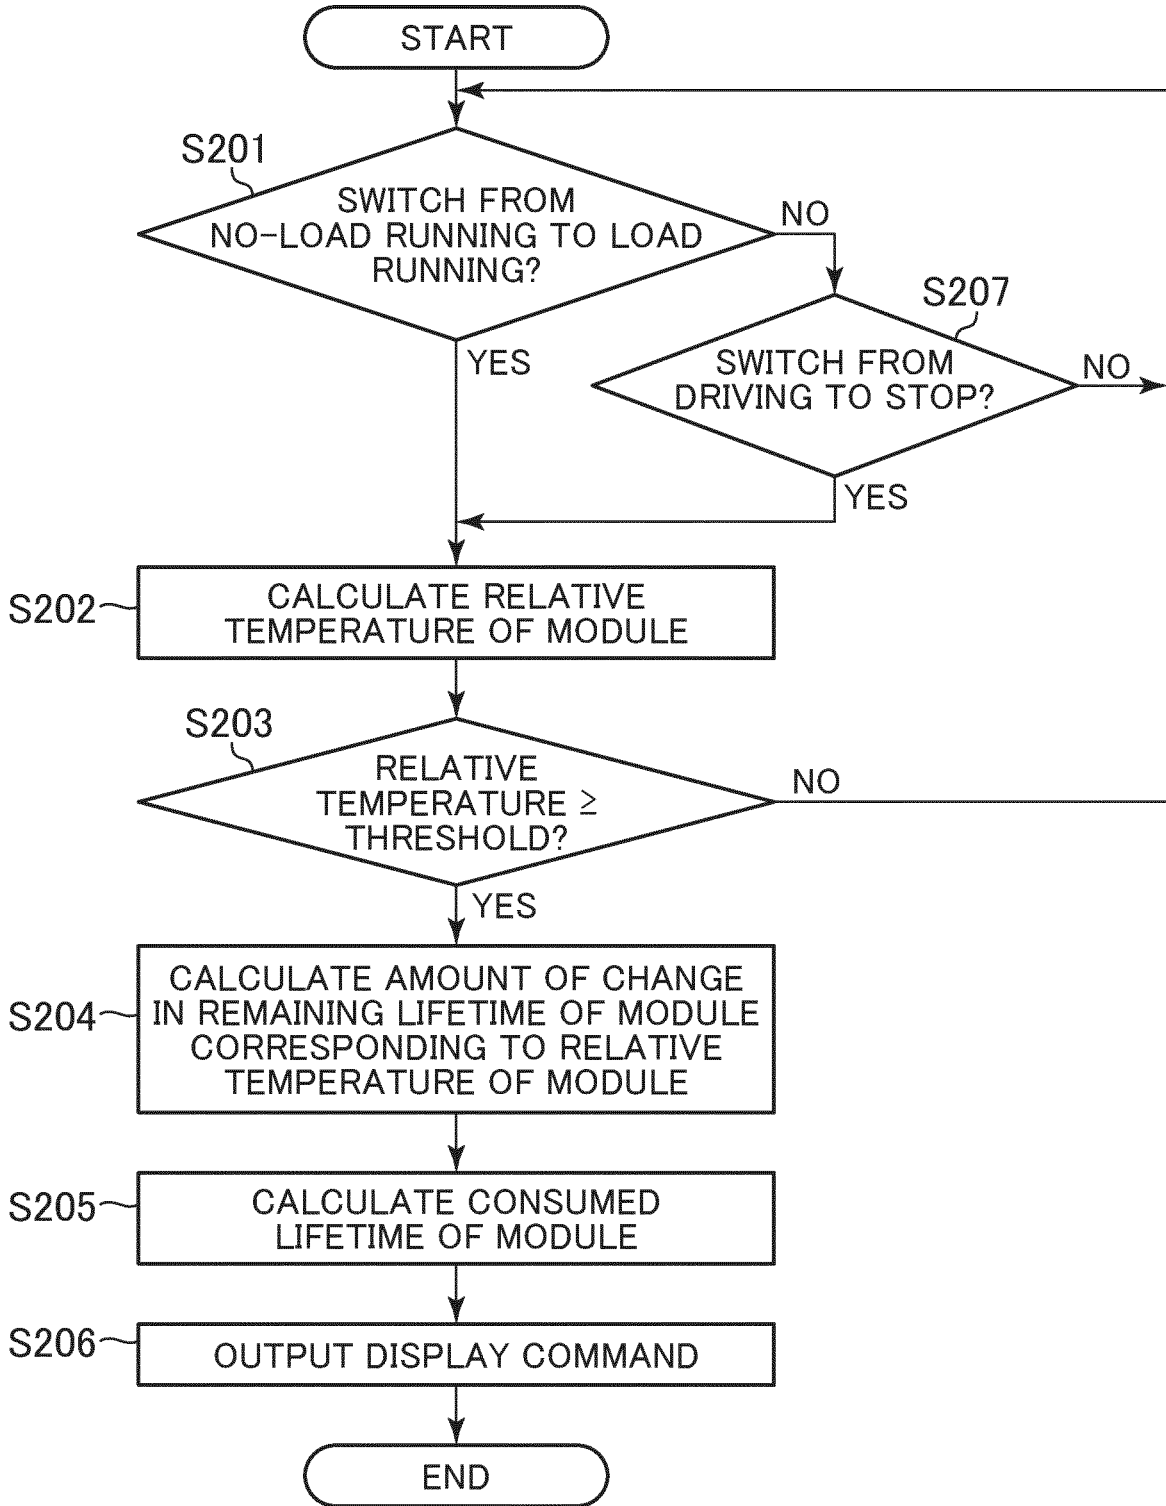 START
S201
SWITCH FROM
NO-LOAD RUNNING TO LOAD
RUNNING?
NO
YES
S207
SWITCH FROM
DRIVING TO STOP?
NO
YES
S202
CALCULATE RELATIVE
TEMPERATURE OF MODULE
S203
RELATIVE
TEMPERATURE ≥
THRESHOLD?
NO
YES
S204
CALCULATE AMOUNT OF CHANGE
IN REMAINING LIFETIME OF MODULE
CORRESPONDING TO RELATIVE
TEMPERATURE OF MODULE
S205
CALCULATE CONSUMED
LIFETIME OF MODULE
S206
OUTPUT DISPLAY COMMAND
END